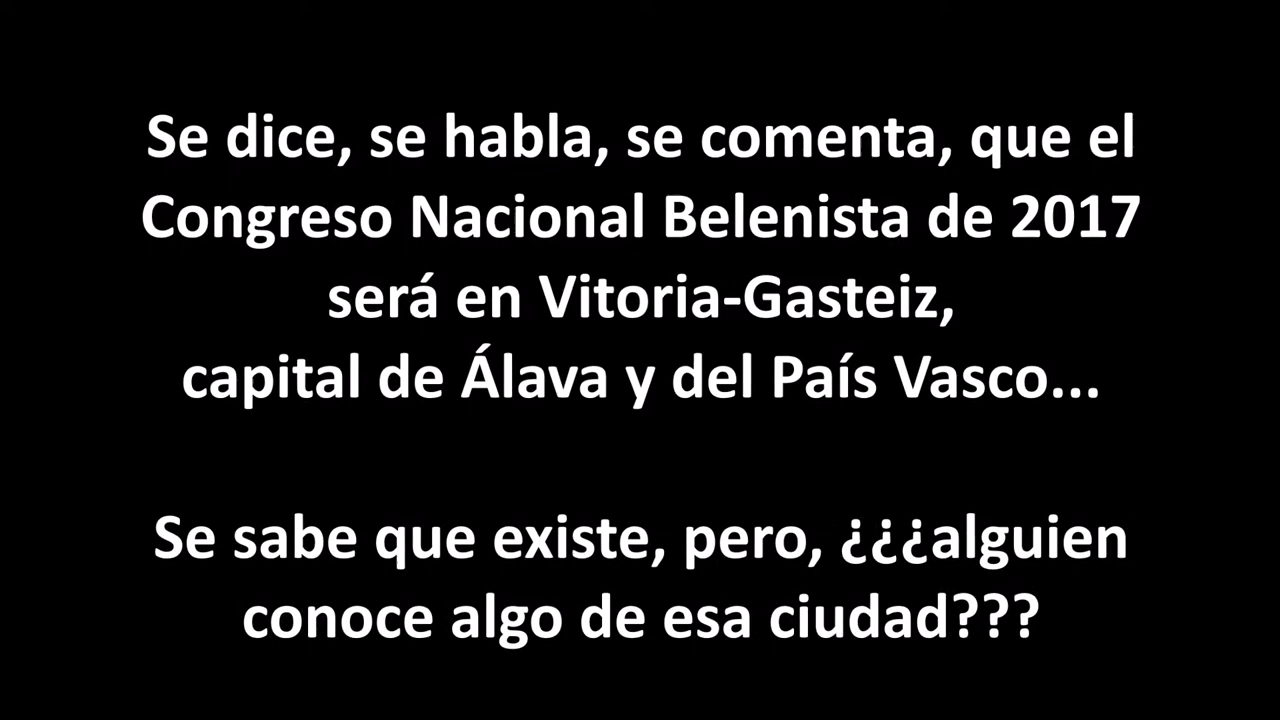 Se dice, se habla, se comenta, que el
Congreso Nacional Belenista de 2017
será en Vitoria-Gasteiz,
capital de Álava y del País Vasco...
Se sabe que existe, pero, ¿¿¿alguien
conoce algo de esa ciudad???